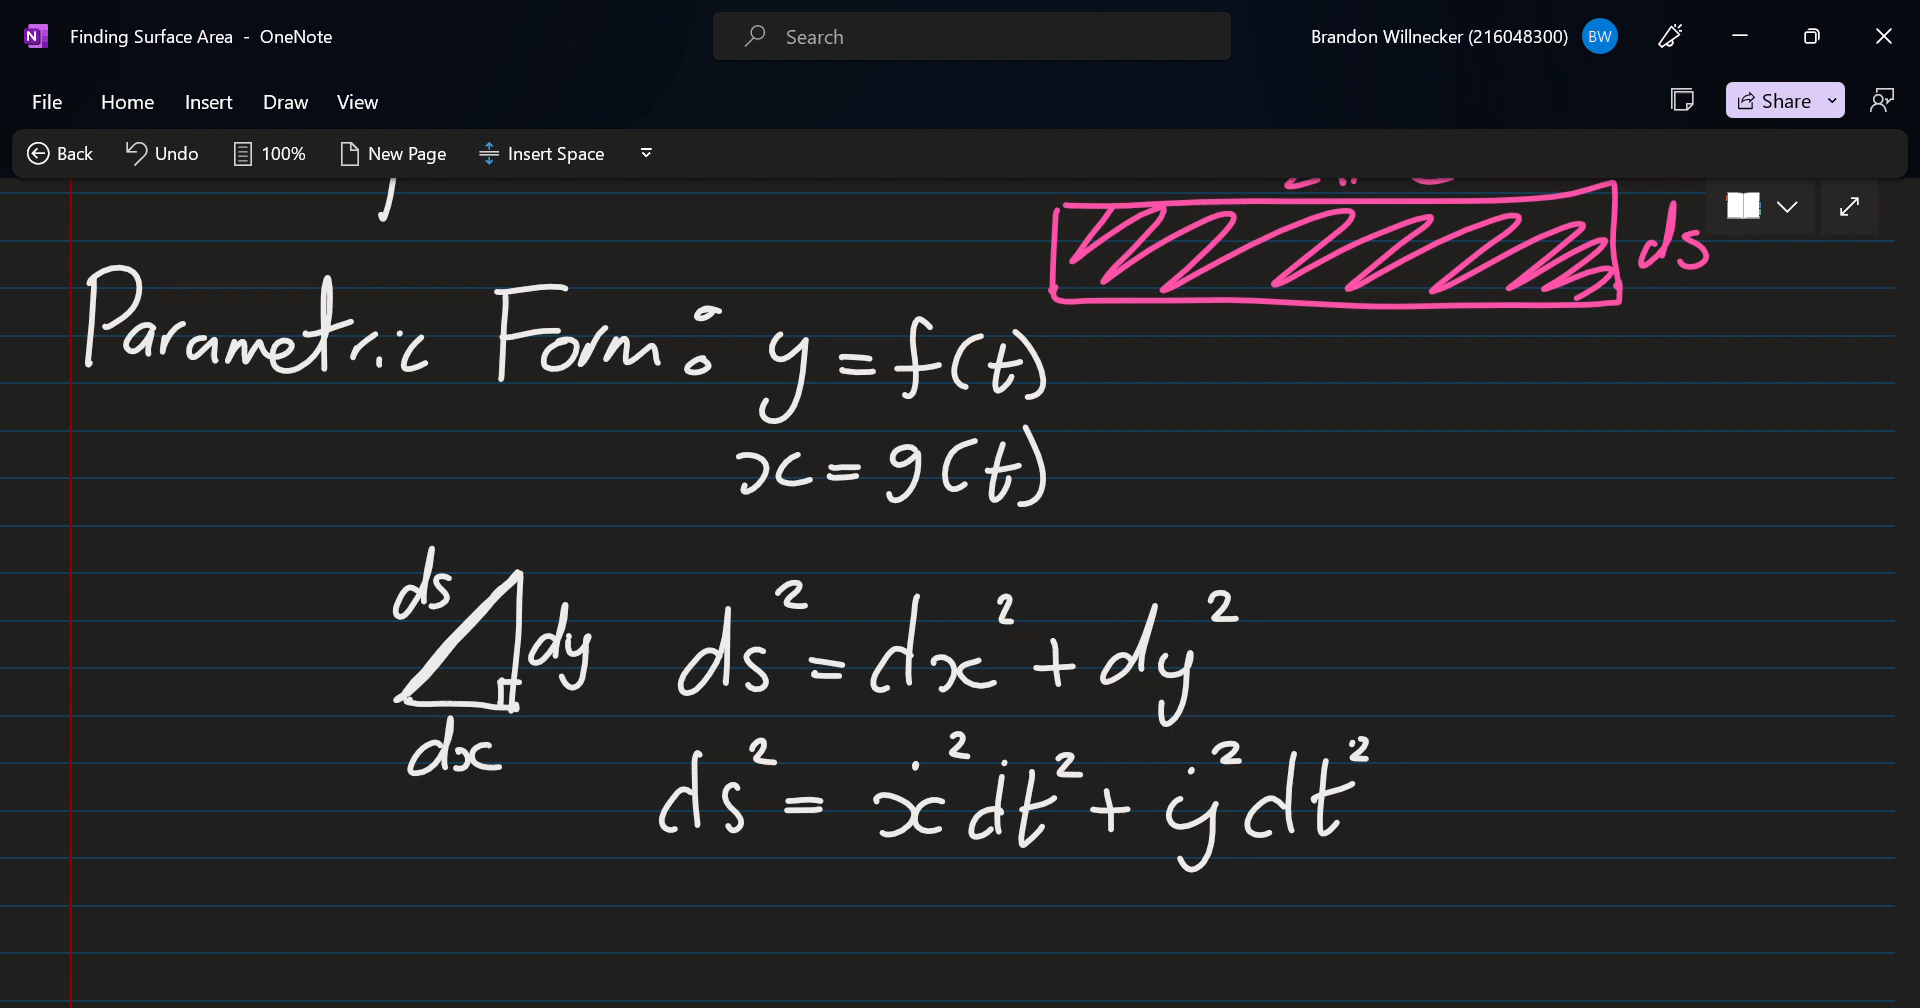 Finding Surface Area - OneNote
Search
Brandon Willnecker (216048300) BW
File Home Insert Draw View
Share
Back Undo 100% New Page Insert Space
ds
Parametric Form: y = f(t)
x = g(t)
ds
dy
dx
ds² = dx² + dy²
ds² = ẋ²dt² + ẏ²dt²